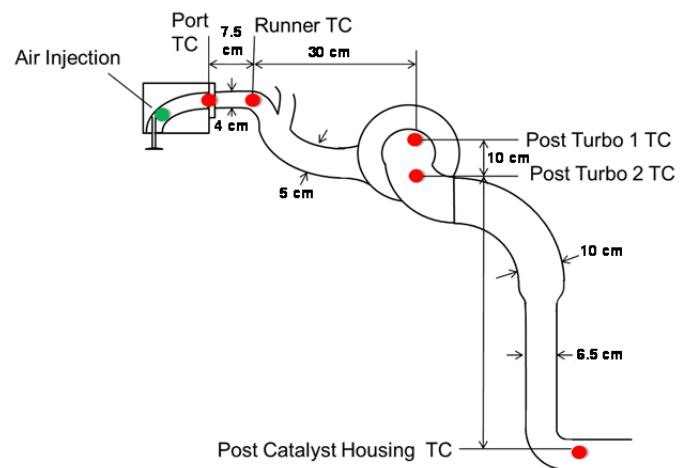 Port
TC
7.5
cm
Runner TC
30 cm
Air Injection
4 cm
Post Turbo 1 TC
10 cm
Post Turbo 2 TC
5 cm
10 cm
6.5 cm
Post Catalyst Housing TC